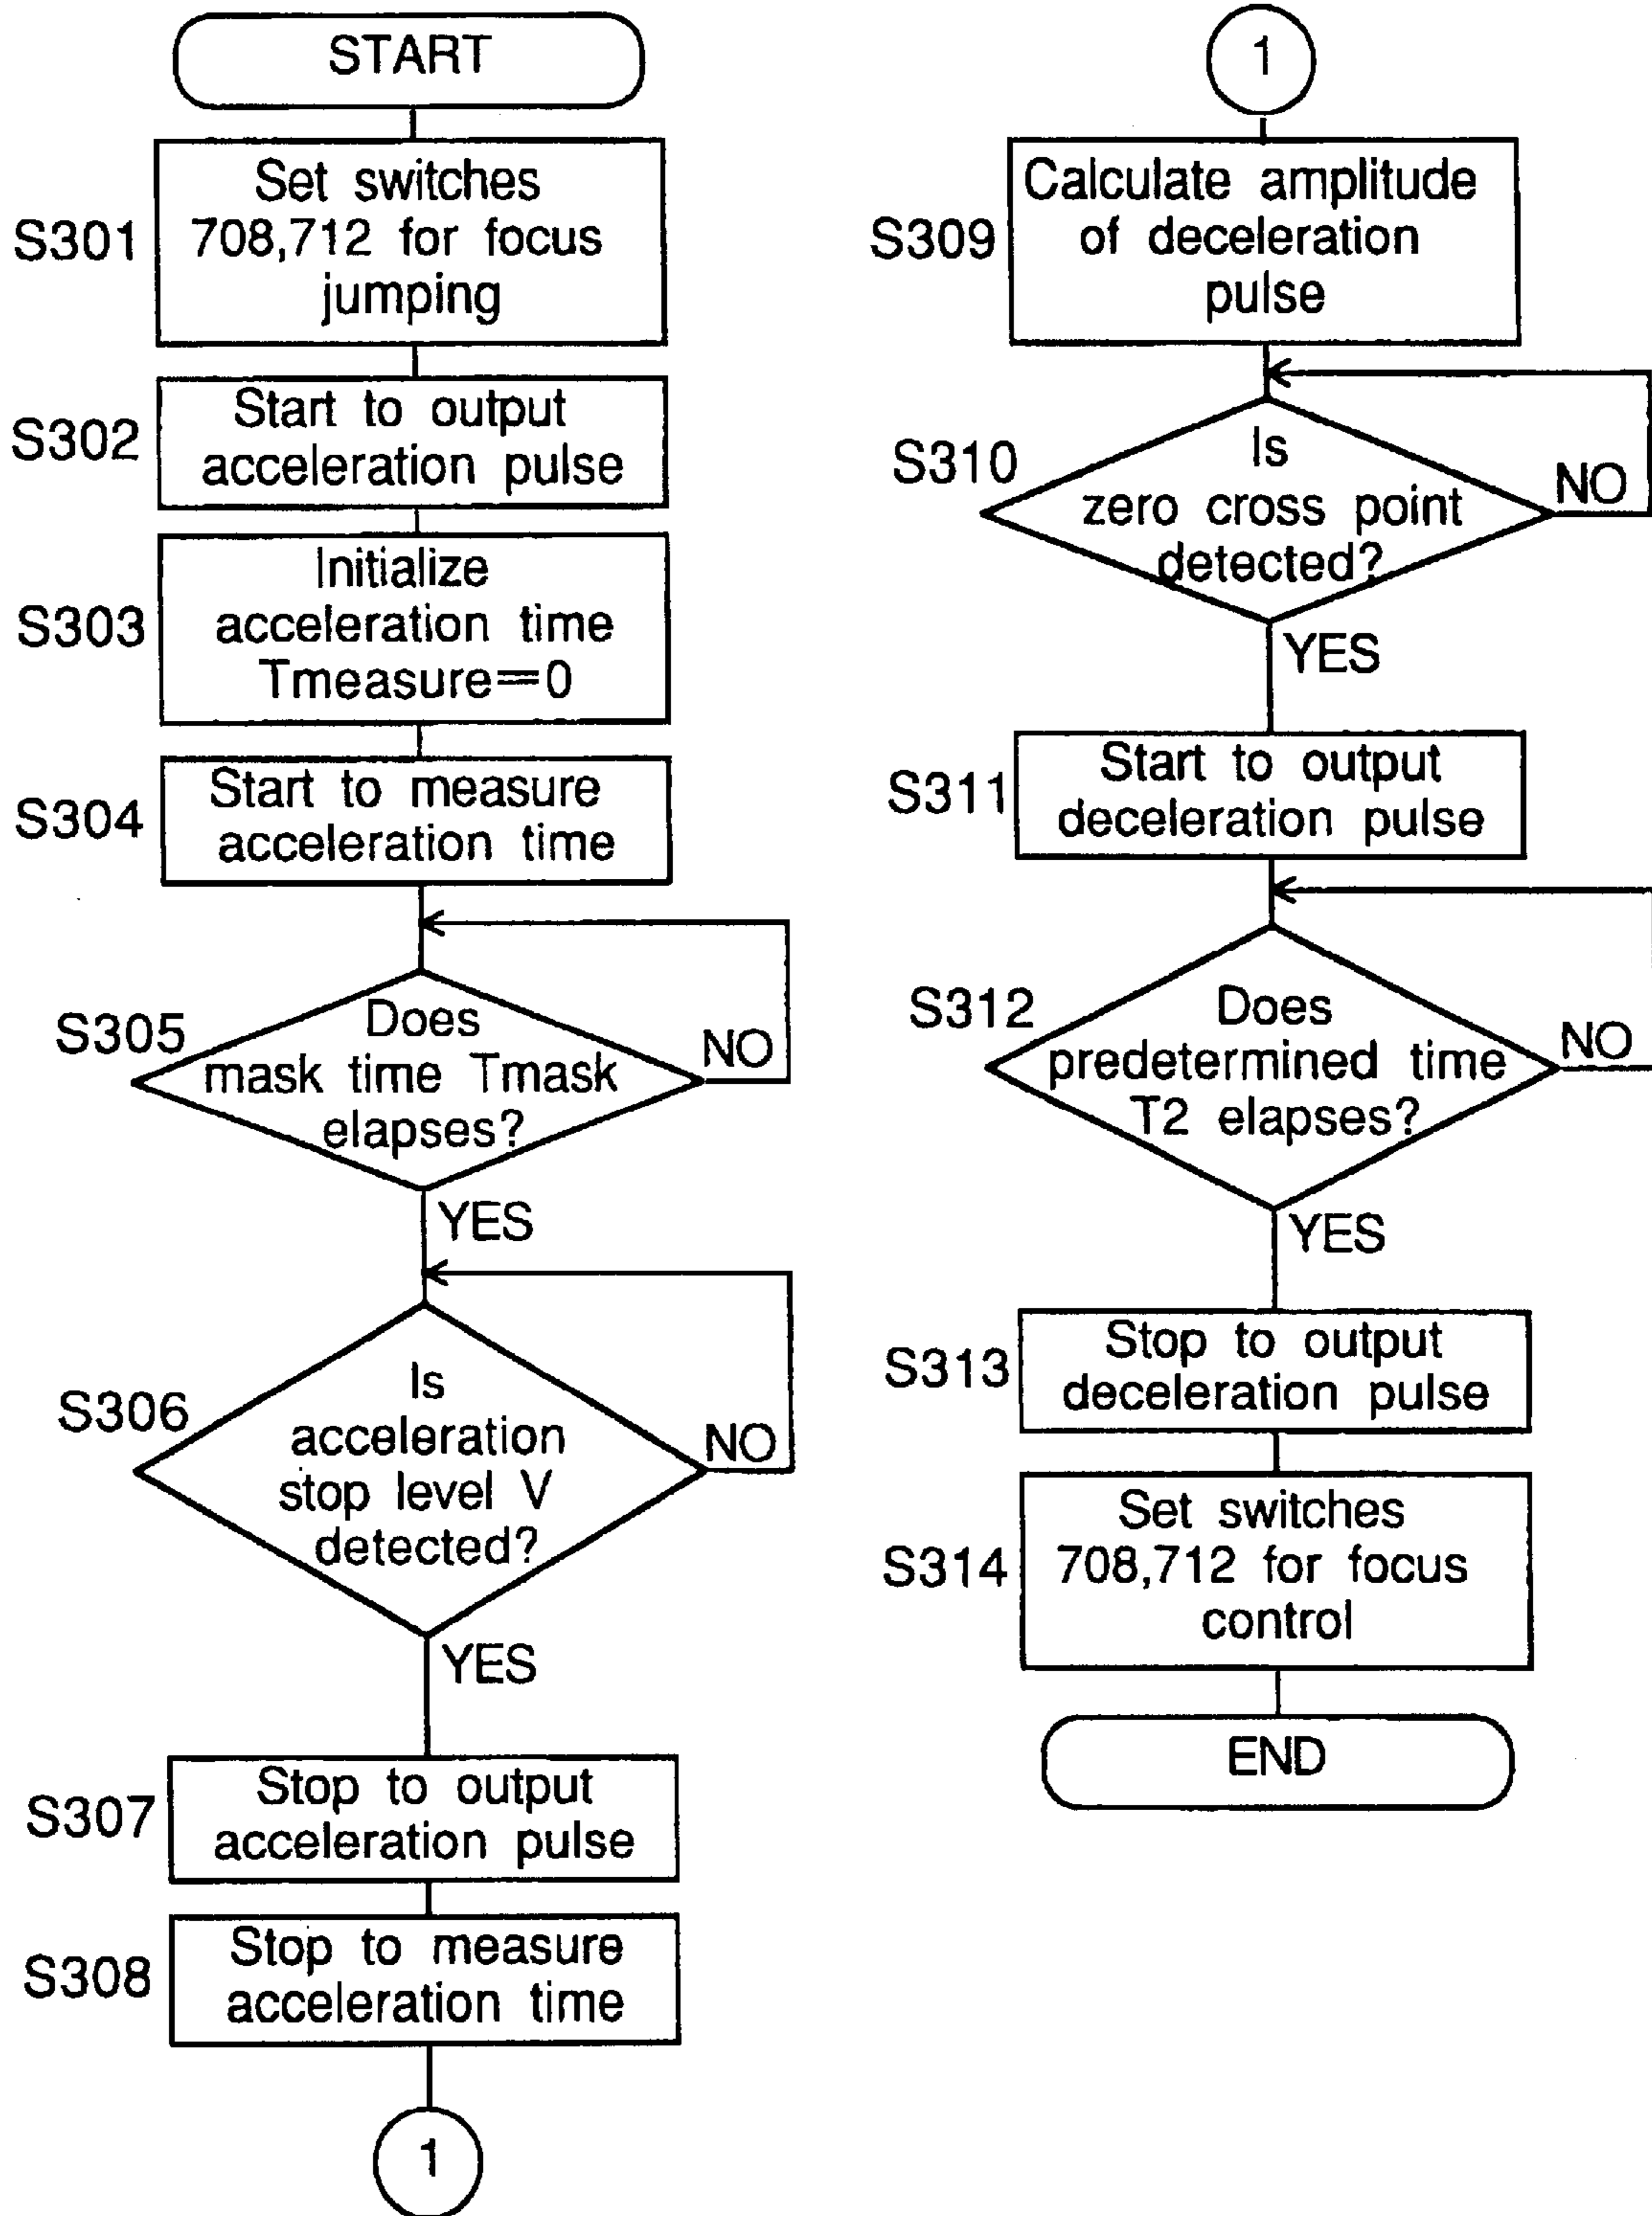 START
S301
Set switches
708,712 for focus
jumping
S302
Start to output
acceleration pulse
S303
Initialize
acceleration time
Tmeasure=0
S304
Start to measure
acceleration time
S305
Does
mask time Tmask
elapses?
NO
YES
S306
Is
acceleration
stop level V
detected?
NO
YES
S307
Stop to output
acceleration pulse
S308
Stop to measure
acceleration time
1
1
S309
Calculate amplitude
of deceleration
pulse
S310
Is
zero cross point
detected?
NO
YES
S311
Start to output
deceleration pulse
S312
Does
predetermined time
T2 elapses?
NO
YES
S313
Stop to output
deceleration pulse
S314
Set switches
708,712 for focus
control
END